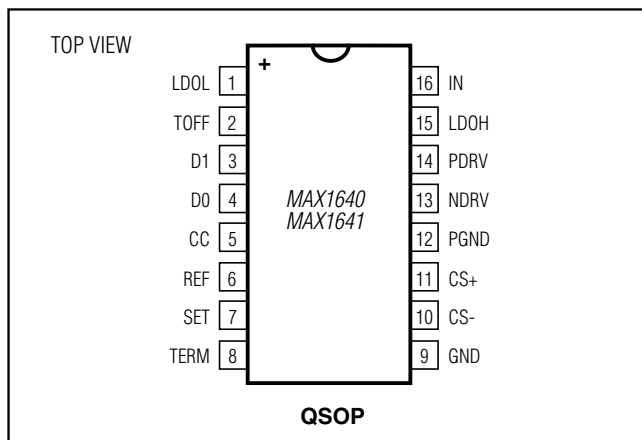 TOP VIEW
+
LDOL 1
TOFF 2
D1 3
D0 4
CC 5
REF 6
SET 7
TERM 8
MAX1640
MAX1641
16 IN
15 LDOH
14 PDRV
13 NDRV
12 PGND
11 CS+
10 CS-
9 GND
QSOP